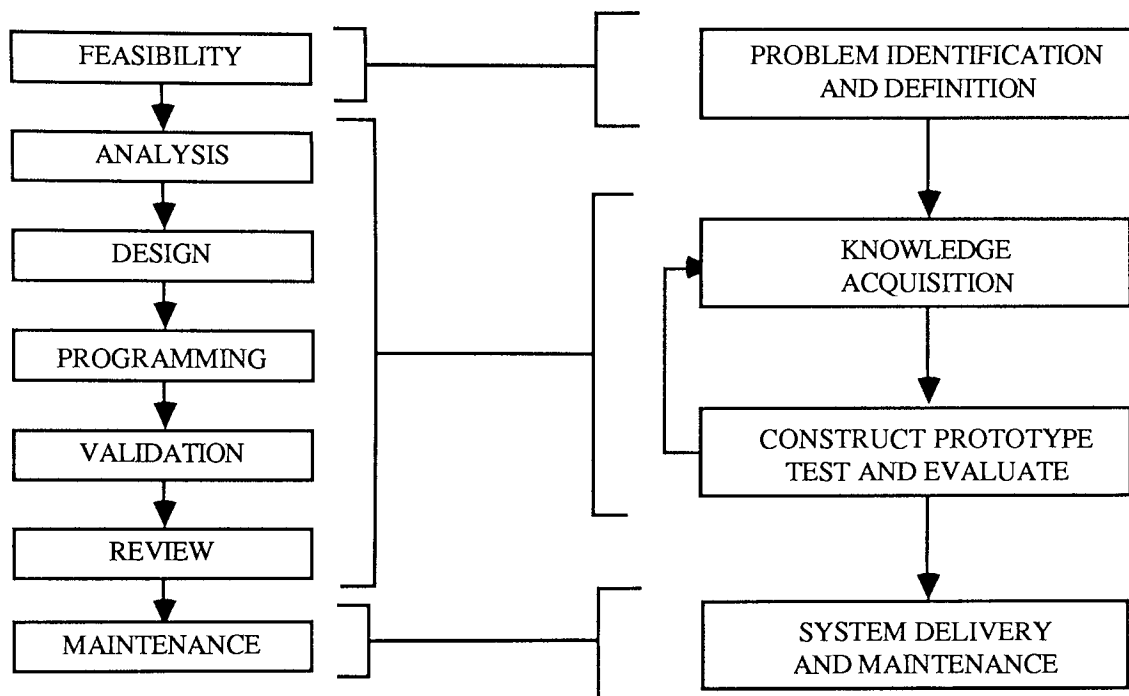 FEASIBILITY
ANALYSIS
DESIGN
PROGRAMMING
VALIDATION
REVIEW
MAINTENANCE
PROBLEM IDENTIFICATION
AND DEFINITION
KNOWLEDGE
ACQUISITION
CONSTRUCT PROTOTYPE
TEST AND EVALUATE
SYSTEM DELIVERY
AND MAINTENANCE